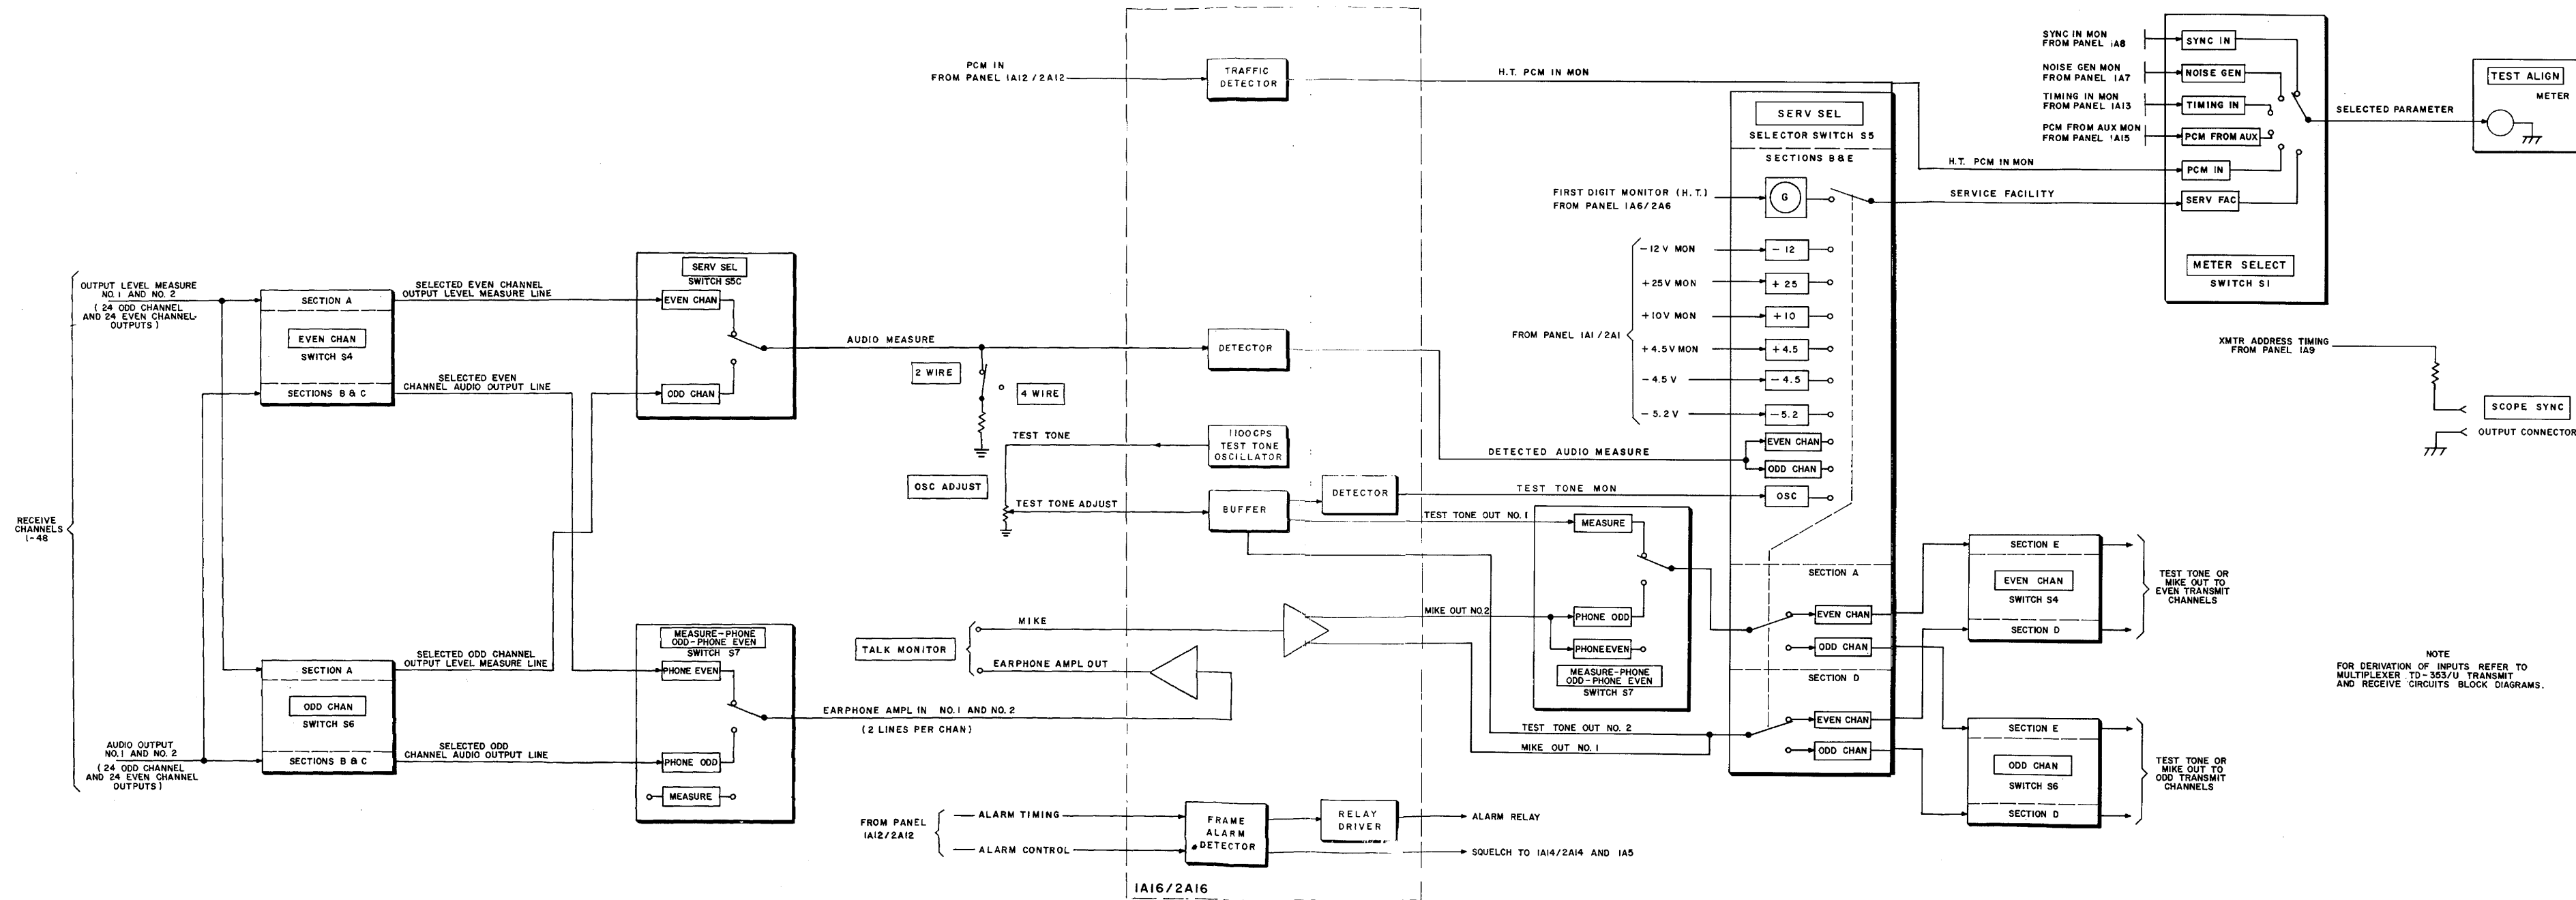 RECEIVE
CHANNELS
1-48
OUTPUT LEVEL MEASURE
NO. 1 AND NO. 2
( 24 ODD CHANNEL
AND 24 EVEN CHANNEL-
OUTPUTS )
AUDIO OUTPUT
NO. 1 AND NO. 2
( 24 ODD CHANNEL
AND 24 EVEN CHANNEL
OUTPUTS )
SECTION A
EVEN CHAN
SWITCH S4
SECTIONS B & C
SECTION A
ODD CHAN
SWITCH S6
SECTIONS B & C
SELECTED EVEN CHANNEL
OUTPUT LEVEL MEASURE LINE
SELECTED EVEN
CHANNEL AUDIO OUTPUT LINE
SELECTED ODD CHANNEL
OUTPUT LEVEL MEASURE LINE
SELECTED ODD
CHANNEL AUDIO OUTPUT LINE
SERV SEL
SWITCH S5C
EVEN CHAN
ODD CHAN
MEASURE-PHONE
ODD-PHONE EVEN
SWITCH S7
PHONE EVEN
PHONE ODD
MEASURE
AUDIO MEASURE
2 WIRE
4 WIRE
TEST TONE
OSC ADJUST
TEST TONE ADJUST
TALK MONITOR
MIKE
EARPHONE AMPL OUT
EARPHONE AMPL IN NO. 1 AND NO. 2
(2 LINES PER CHAN)
FROM PANEL
1A12/2A12
ALARM TIMING
ALARM CONTROL
PCM IN
FROM PANEL 1A12 / 2A12
TRAFFIC
DETECTOR
DETECTOR
1100CPS
TEST TONE
OSCILLATOR
BUFFER
DETECTOR
FRAME
ALARM
DETECTOR
RELAY
DRIVER
1A16/2A16
ALARM RELAY
SQUELCH TO 1A14/2A14 AND 1A5
H.T. PCM IN MON
DETECTED AUDIO MEASURE
TEST TONE MON
TEST TONE OUT NO. 1
MIKE OUT NO.2
TEST TONE OUT NO. 2
MIKE OUT NO. 1
MEASURE
PHONE ODD
PHONE EVEN
MEASURE-PHONE
ODD-PHONE EVEN
SWITCH S7
FIRST DIGIT MONITOR (H.T.)
FROM PANEL 1A6/2A6
FROM PANEL 1A1 / 2A1
-12V MON
+25V MON
+10V MON
+4.5V MON
-4.5V
-5.2V
SERV SEL
SELECTOR SWITCH S5
SECTIONS B & E
G
- 12
+ 25
+10
+4.5
-4.5
-5.2
EVEN CHAN
ODD CHAN
OSC
SECTION A
EVEN CHAN
ODD CHAN
SECTION D
EVEN CHAN
ODD CHAN
H.T. PCM IN MON
SERVICE FACILITY
SYNC IN MON
FROM PANEL 1A8
NOISE GEN MON
FROM PANEL 1A7
TIMING IN MON
FROM PANEL 1A13
PCM FROM AUX MON
FROM PANEL 1A15
SYNC IN
NOISE GEN
TIMING IN
PCM FROM AUX
PCM IN
SERV FAC
METER SELECT
SWITCH S1
SELECTED PARAMETER
TEST ALIGN
METER
XMTR ADDRESS TIMING
FROM PANEL 1A9
SCOPE SYNC
OUTPUT CONNECTOR
SECTION E
EVEN CHAN
SWITCH S4
SECTION D
TEST TONE OR
MIKE OUT TO
EVEN TRANSMIT
CHANNELS
SECTION E
ODD CHAN
SWITCH S6
SECTION D
TEST TONE OR
MIKE OUT TO
ODD TRANSMIT
CHANNELS
NOTE
FOR DERIVATION OF INPUTS REFER TO
MULTIPLEXER TD-353/U TRANSMIT
AND RECEIVE CIRCUITS BLOCK DIAGRAMS.